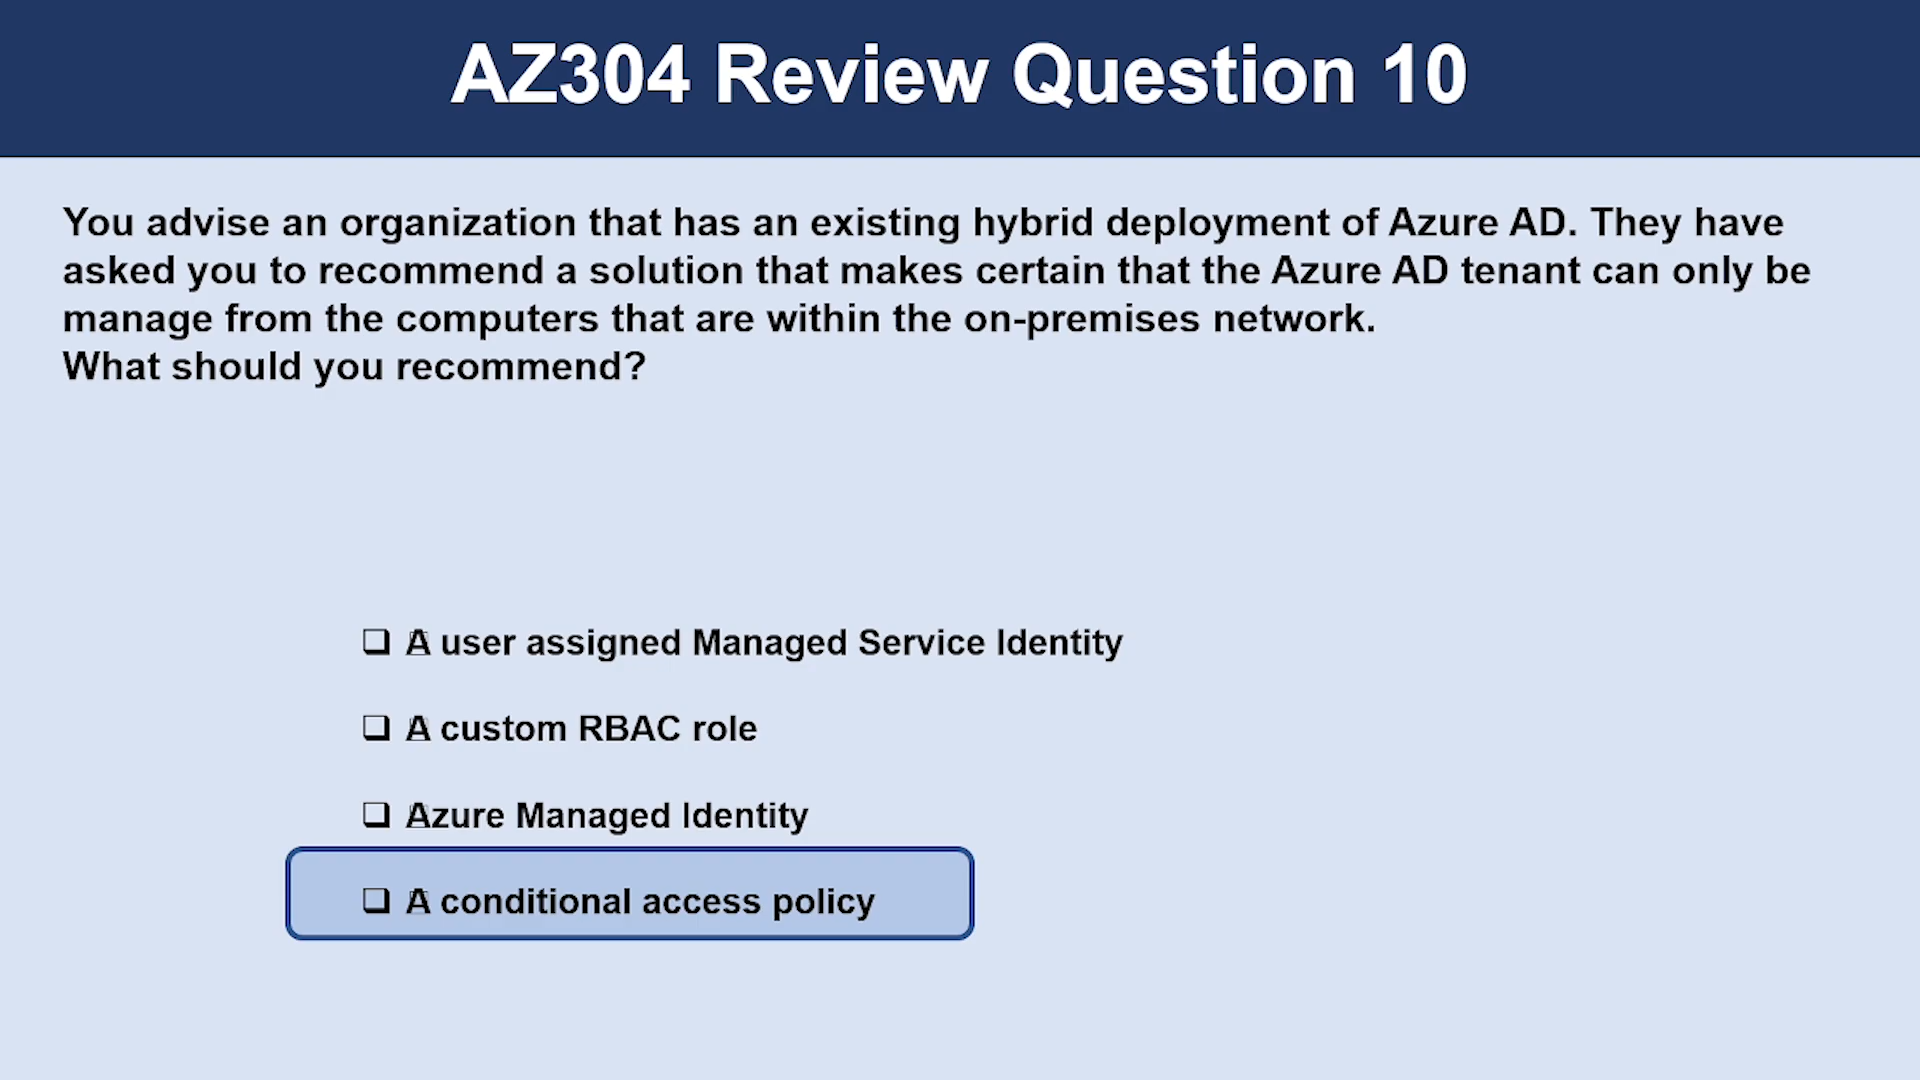 AZ304 Review Question 10
You advise an organization that has an existing hybrid deployment of Azure AD. They have
asked you to recommend a solution that makes certain that the Azure AD tenant can only be
manage from the computers that are within the on-premises network.
What should you recommend?
❑ A user assigned Managed Service Identity
❑ A custom RBAC role
❑ Azure Managed Identity
❑ A conditional access policy